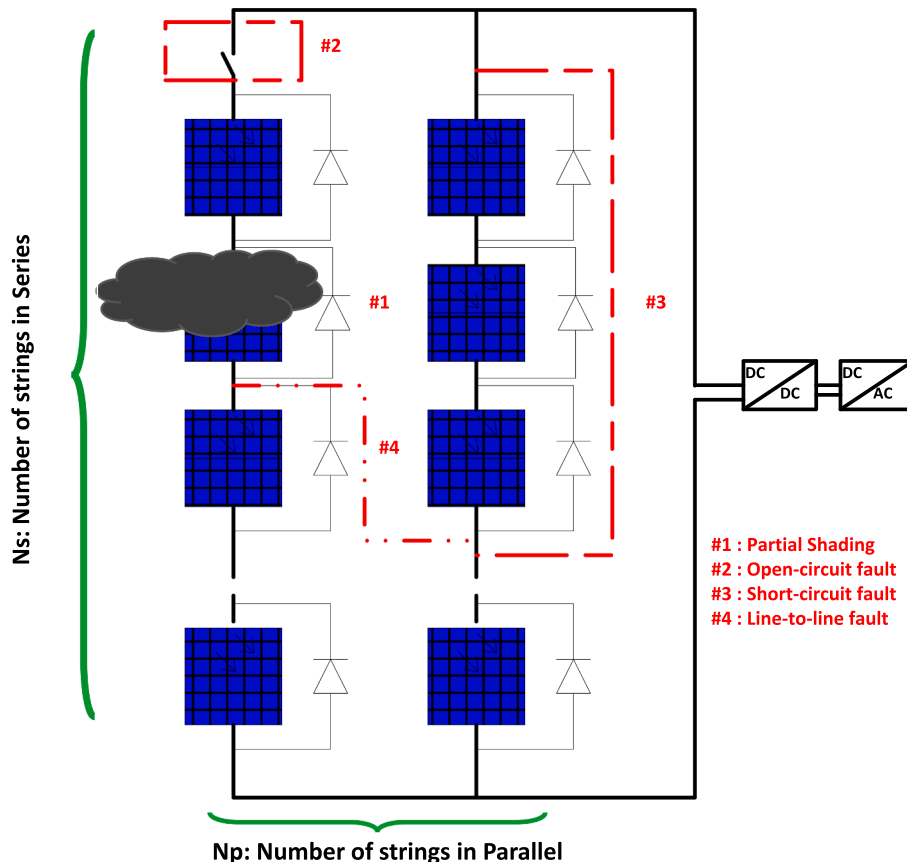 #2
Ns: Number of strings in Series
#1
#3
DC
DC
DC
AC
#4
#1 : Partial Shading
#2 : Open-circuit fault
#3 : Short-circuit fault
#4 : Line-to-line fault
Np: Number of strings in Parallel